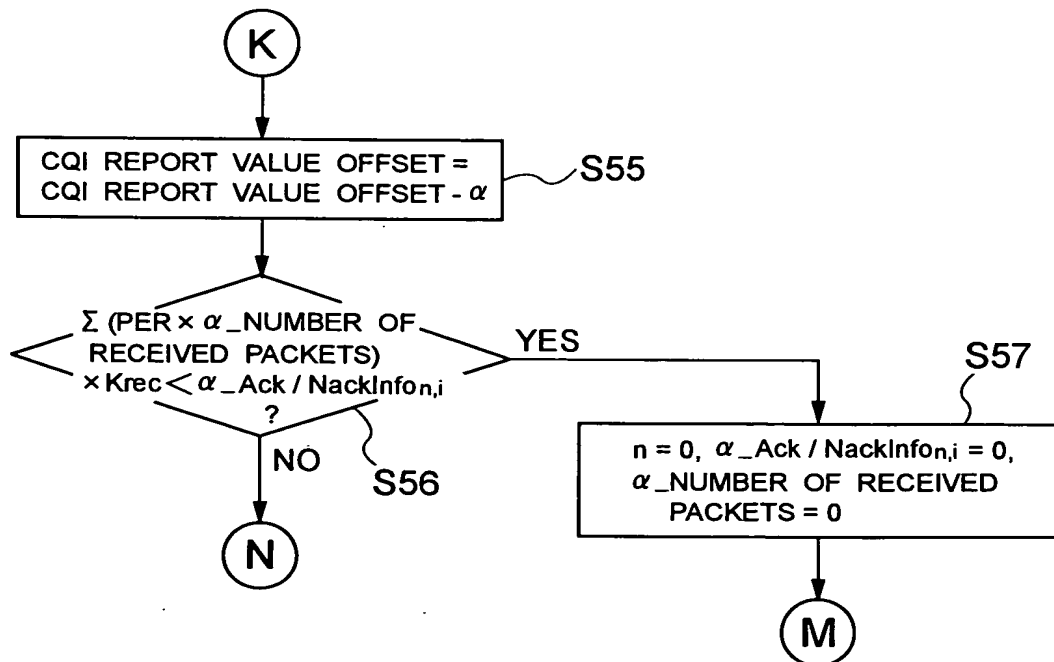 K
CQI REPORT VALUE OFFSET =
CQI REPORT VALUE OFFSET - α
S55
Σ (PER × α_NUMBER OF
RECEIVED PACKETS)
× Krec < α_Ack / NackInfon,i
?
YES
NO
S56
N
S57
n = 0, α_Ack / NackInfon,i = 0,
α_NUMBER OF RECEIVED
PACKETS = 0
M